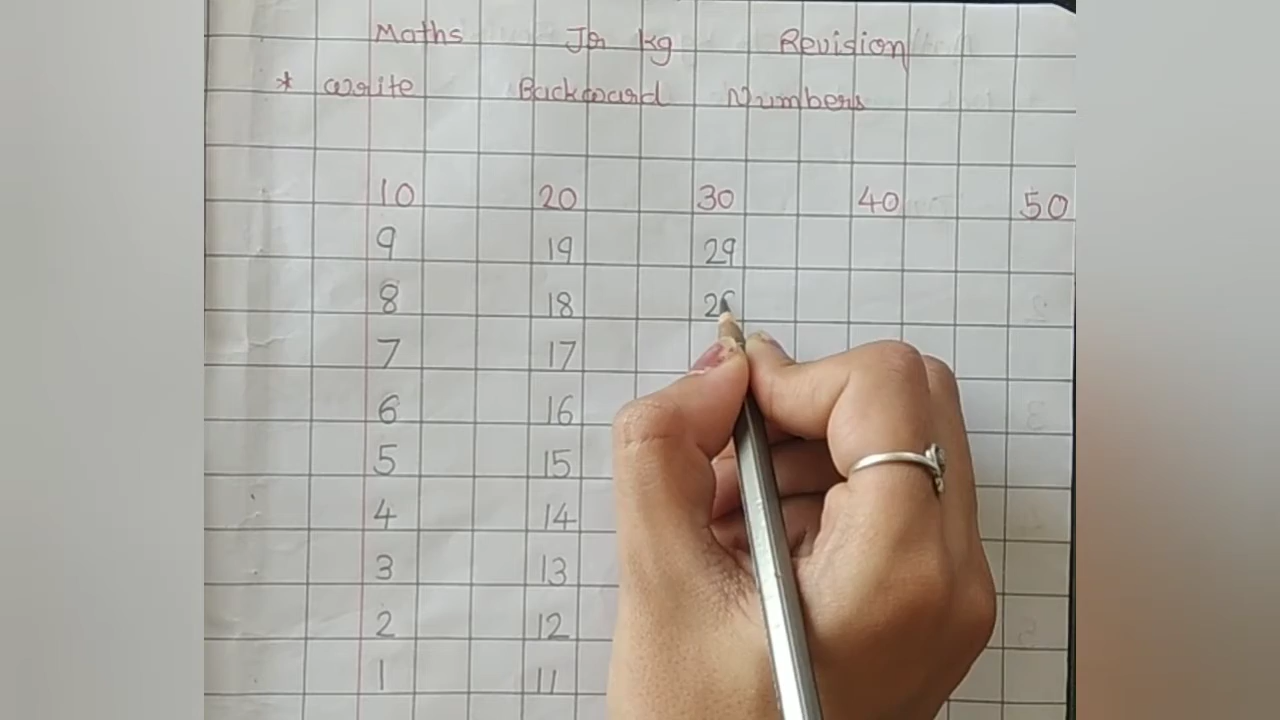 Maths Jr kg Revision
* Write Backward Numbers
10 20 30 40 50
9 19 29
8 18
7 17
6 16
5 15
4 14
3 13
2 12
1 11